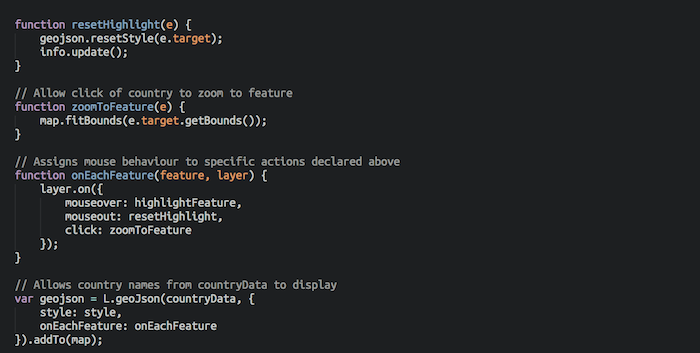 function resetHighlight(e) {
    geojson.resetStyle(e.target);
    info.update();
}
// Allow click of country to zoom to feature
function zoomToFeature(e) {
    map.fitBounds(e.target.getBounds());
}
// Assigns mouse behaviour to specific actions declared above
function onEachFeature(feature, layer) {
    layer.on({
        mouseover: highlightFeature,
        mouseout: resetHighlight,
        click: zoomToFeature
    });
}
// Allows country names from countryData to display
var geojson = L.geoJson(countryData, {
    style: style,
    onEachFeature: onEachFeature
}).addTo(map);